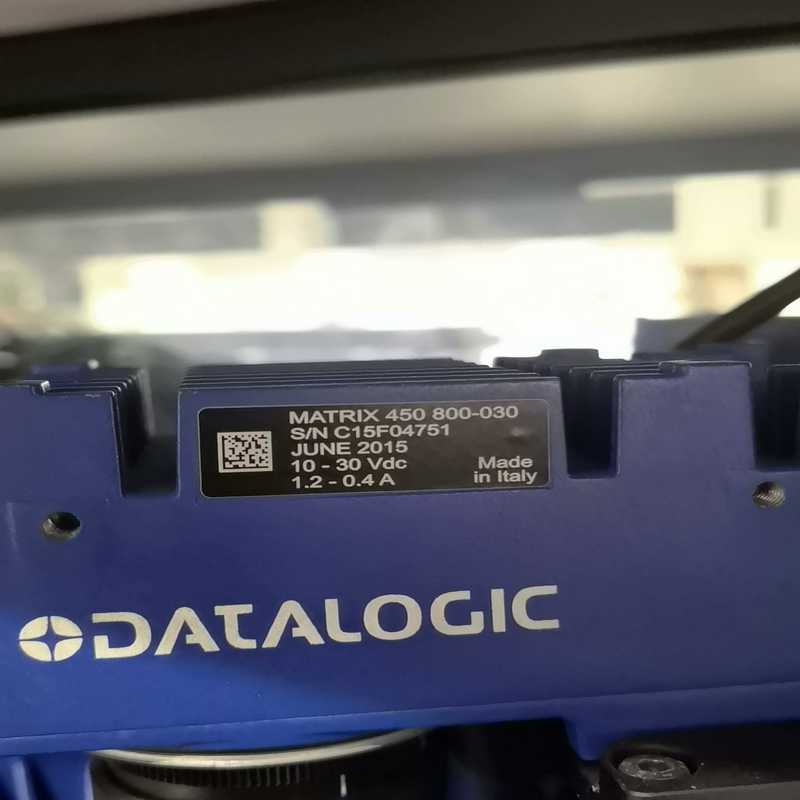 MATRIX 450 800-030
S/N C15F04751
JUNE 2015
10 - 30 Vdc
1.2 - 0.4 A
Made
in Italy
DATALOGIC